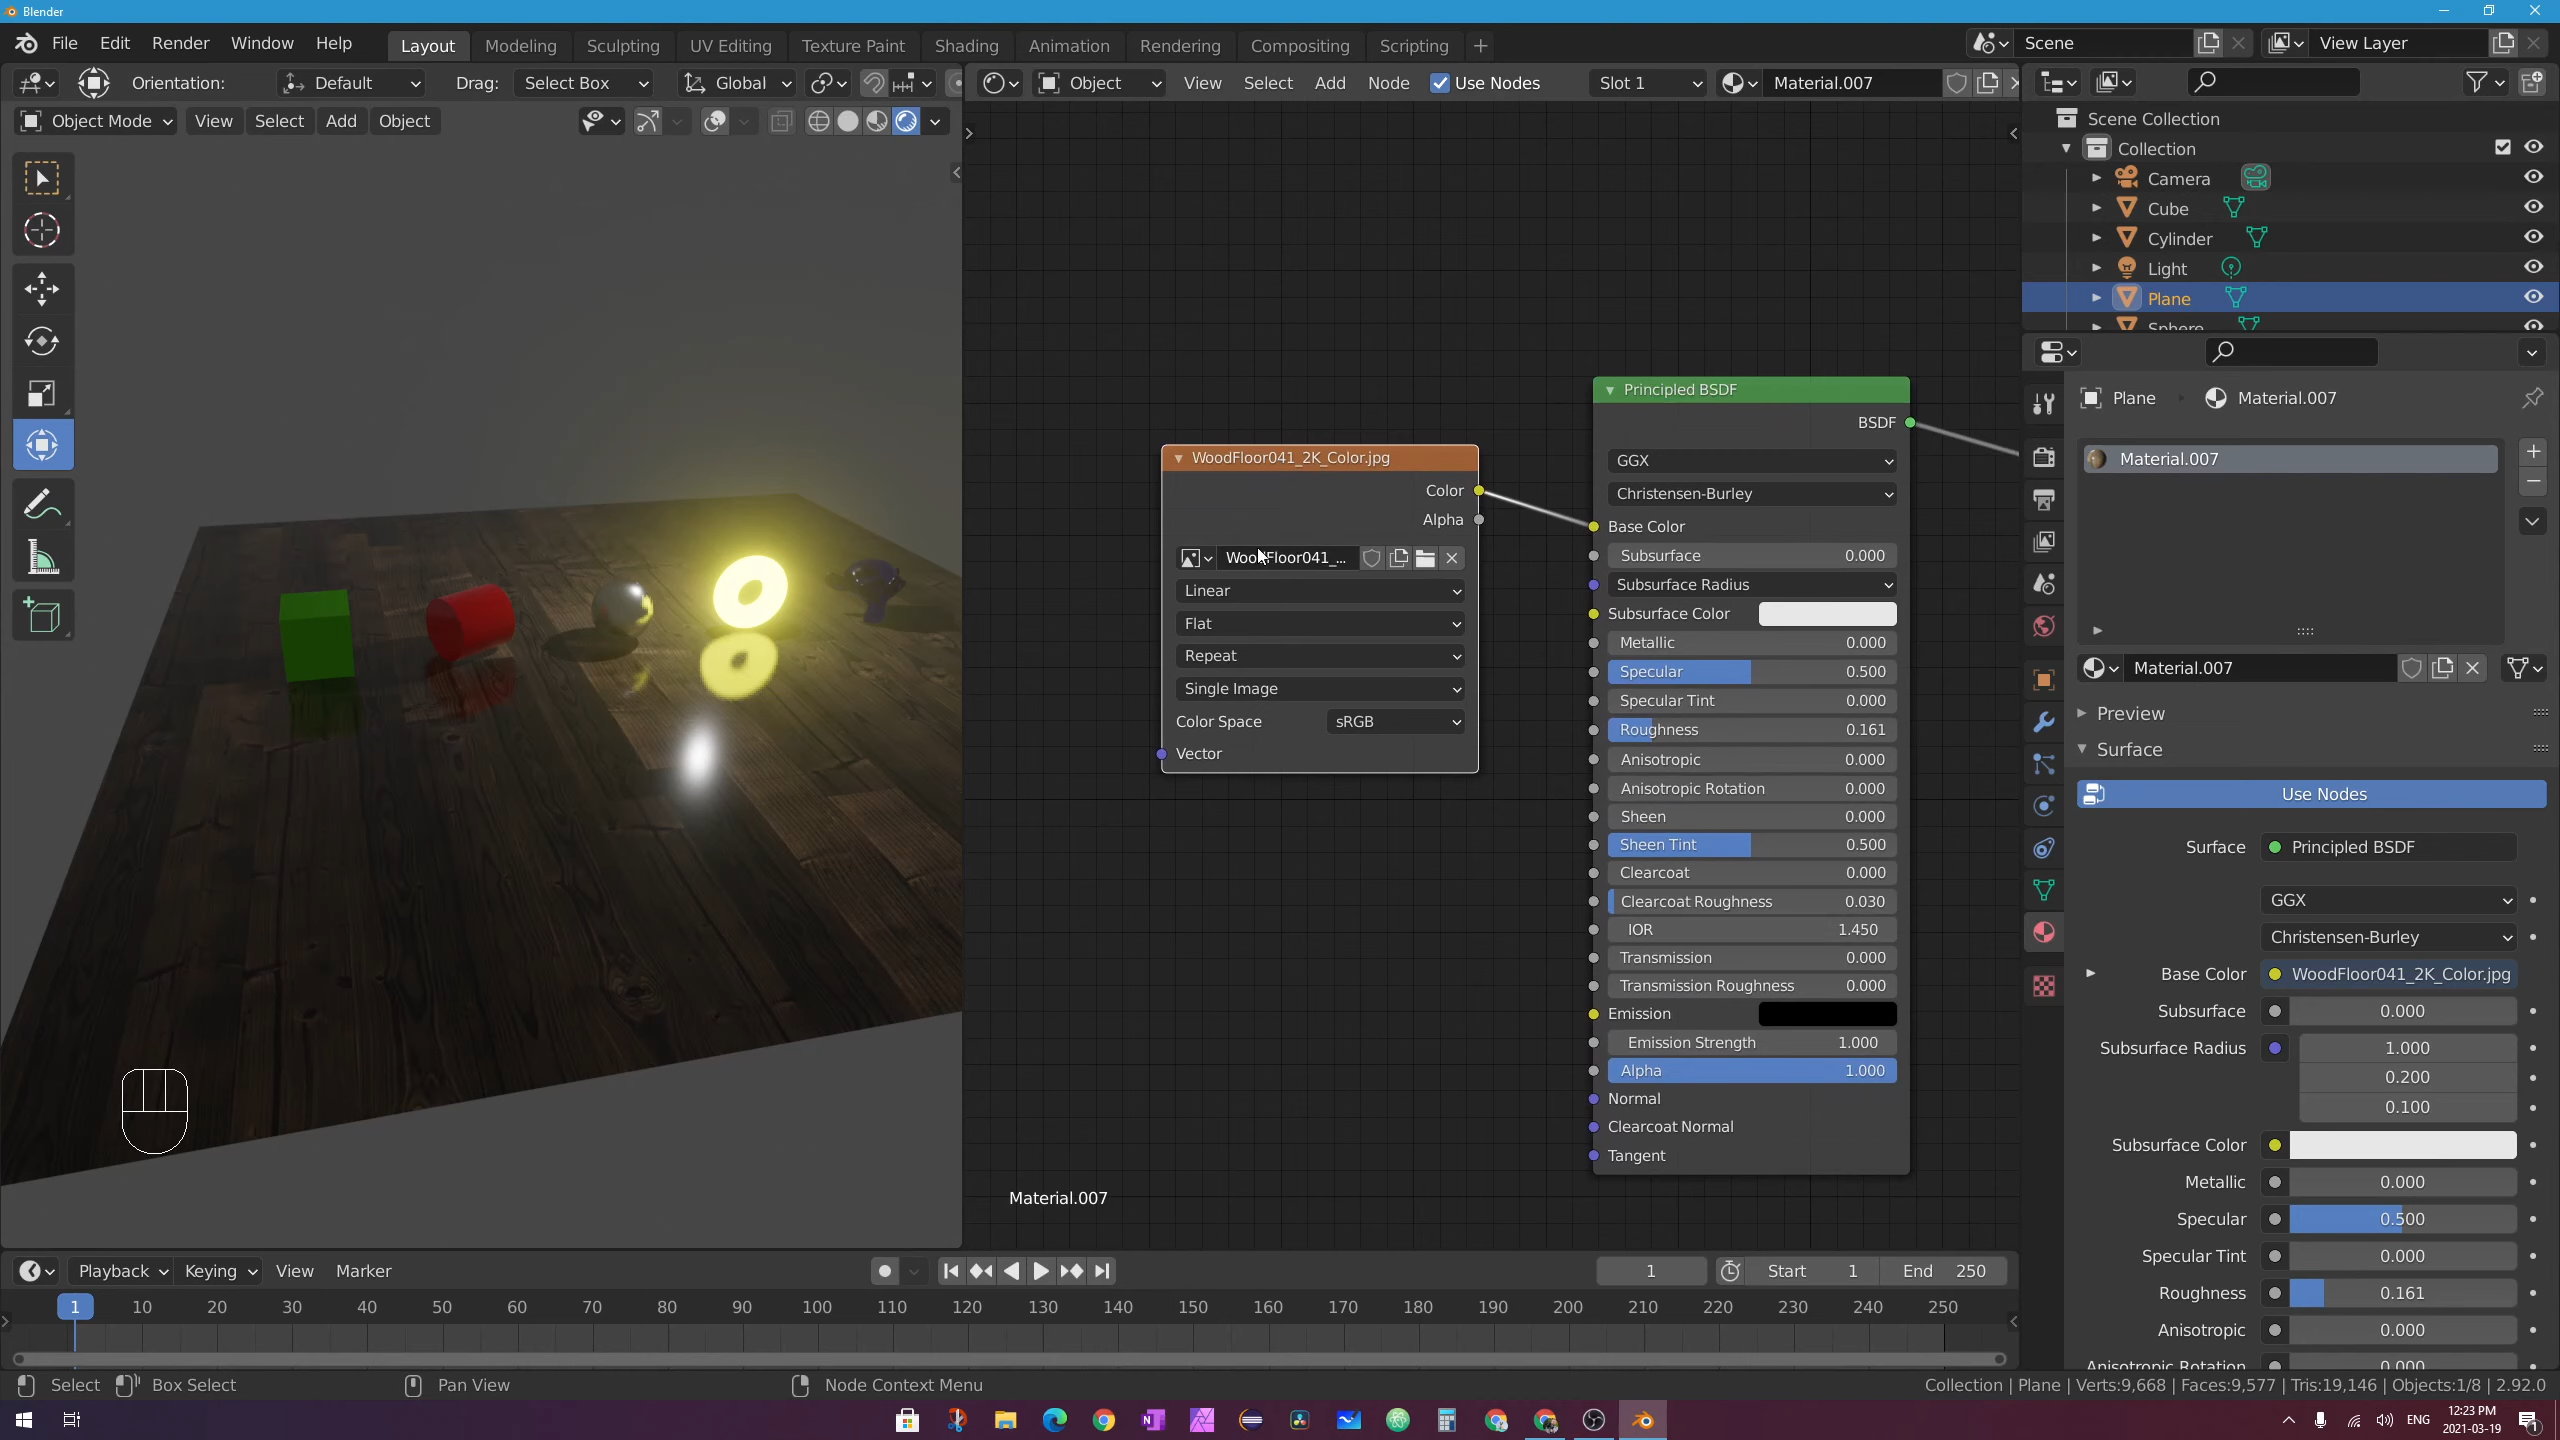 Blender
File Edit Render Window Help Layout Modeling Sculpting UV Editing Texture Paint Shading Animation Rendering Compositing Scripting + Scene View Layer
Orientation: Default Drag: Select Box Global
Object View Select Add Node Use Nodes Slot 1 Material.007
Object Mode View Select Add Object
Scene Collection
Collection
Camera
Cube
Cylinder
Light
Plane
Sphere
WoodFloor041_2K_Color.jpg
Color
Alpha
WoodFloor041_...
Linear
Flat
Repeat
Single Image
Color Space sRGB
Vector
Principled BSDF
BSDF
GGX
Christensen-Burley
Base Color
Subsurface 0.000
Subsurface Radius
Subsurface Color
Metallic 0.000
Specular 0.500
Specular Tint 0.000
Roughness 0.161
Anisotropic 0.000
Anisotropic Rotation 0.000
Sheen 0.000
Sheen Tint 0.500
Clearcoat 0.000
Clearcoat Roughness 0.030
IOR 1.450
Transmission 0.000
Transmission Roughness 0.000
Emission
Emission Strength 1.000
Alpha 1.000
Normal
Clearcoat Normal
Tangent
Material.007
Plane Material.007
Material.007
Material.007
Preview
Surface
Use Nodes
Surface Principled BSDF
GGX
Christensen-Burley
Base Color WoodFloor041_2K_Color.jpg
Subsurface 0.000
Subsurface Radius 1.000
0.200
0.100
Subsurface Color
Metallic 0.000
Specular 0.500
Specular Tint 0.000
Roughness 0.161
Anisotropic 0.000
Anisotropic Rotation 0.000
Playback Keying View Marker 1 Start 1 End 250
1 10 20 30 40 50 60 70 80 90 100 110 120 130 140 150 160 170 180 190 200 210 220 230 240 250
Select Box Select Pan View Node Context Menu Collection | Plane | Verts:9,668 | Faces:9,577 | Tris:19,146 | Objects:1/8 | 2.92.0
ENG 12:23 PM
2021-03-19
1